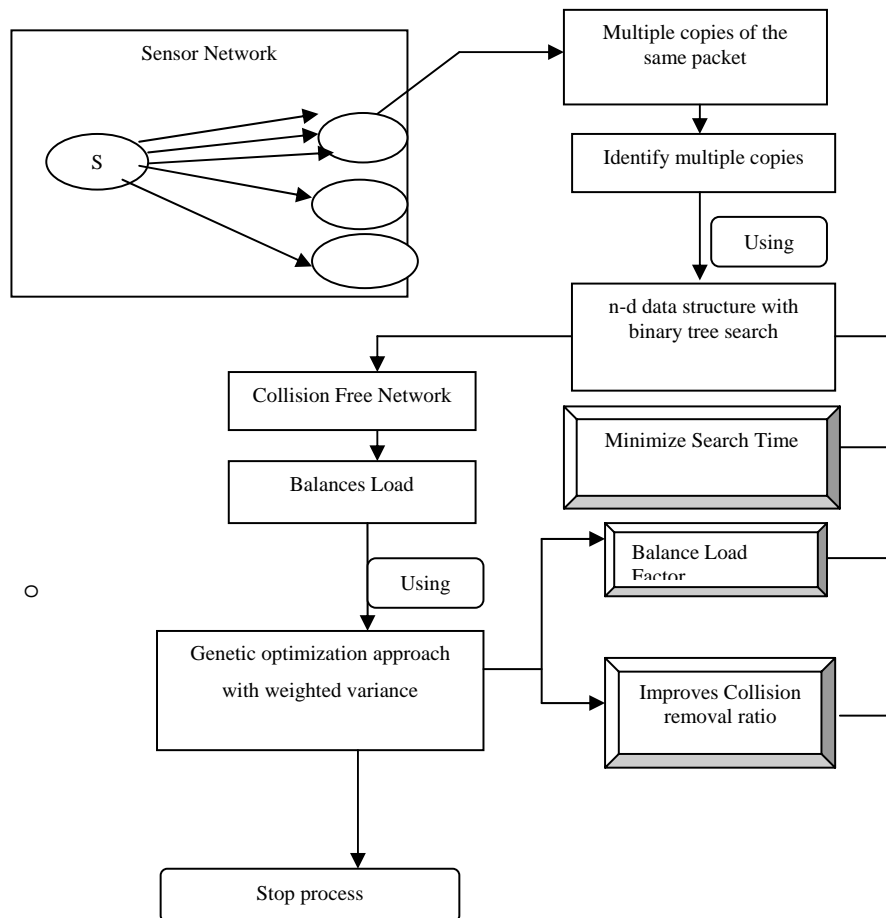 Sensor Network
S
Multiple copies of the
same packet
Identify multiple copies
Using
n-d data structure with
binary tree search
Collision Free Network
Minimize Search Time
Balances Load
Balance Load
Factor
Using
Genetic optimization approach
with weighted variance
Improves Collision
removal ratio
Stop process